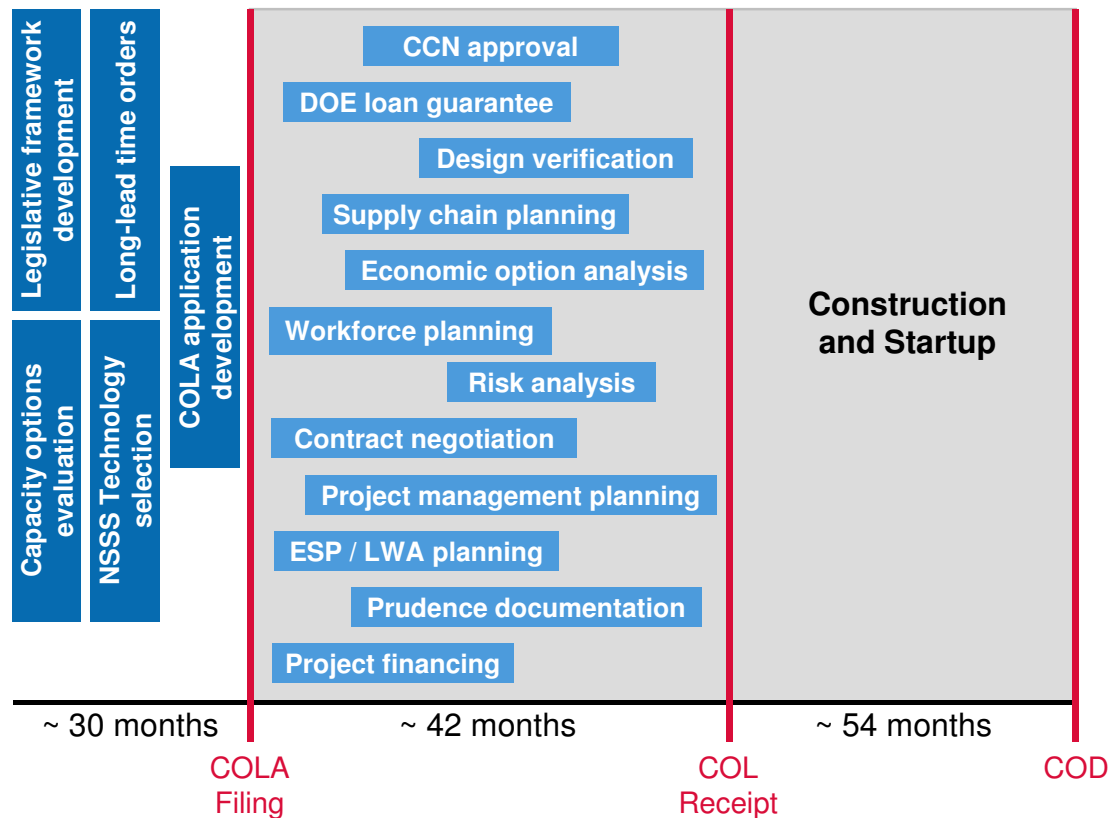 Legislative framework
development
Long-lead time orders
Capacity options
evaluation
NSSS Technology
selection
COLA application
development
CCN approval
DOE loan guarantee
Design verification
Supply chain planning
Economic option analysis
Workforce planning
Risk analysis
Contract negotiation
Project management planning
ESP / LWA planning
Prudence documentation
Project financing
Construction
and Startup
~ 30 months
~ 42 months
~ 54 months
COLA
Filing
COL
Receipt
COD